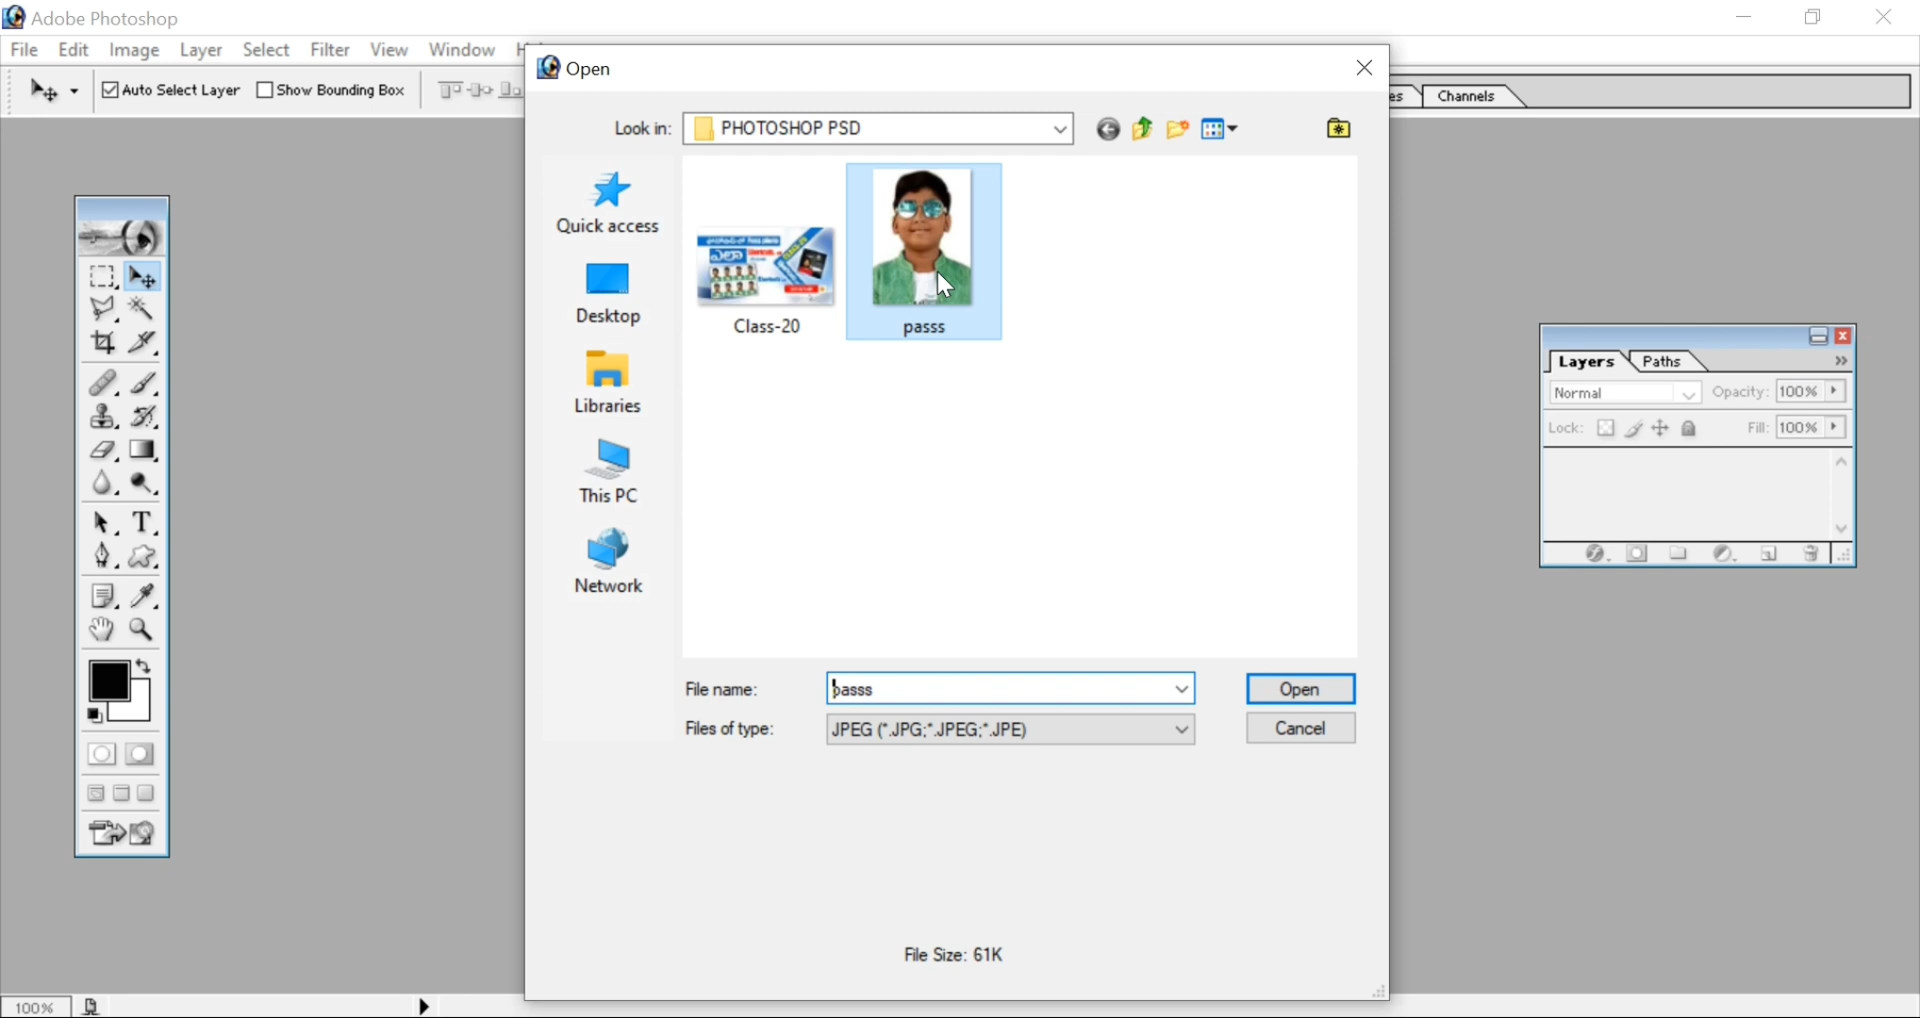 Adobe Photoshop
File Edit Image Layer Select Filter View Window
Auto Select Layer Show Bounding Box
Open
Channels
Look in: PHOTOSHOP PSD
Quick access
Desktop
Libraries
This PC
Network
Class-20
passs
File name: passs
Open
Files of type: JPEG (*.JPG;*.JPEG;*.JPE)
Cancel
File Size: 61K
Layers Paths
Normal Opacity: 100%
Lock: Fill: 100%
100%